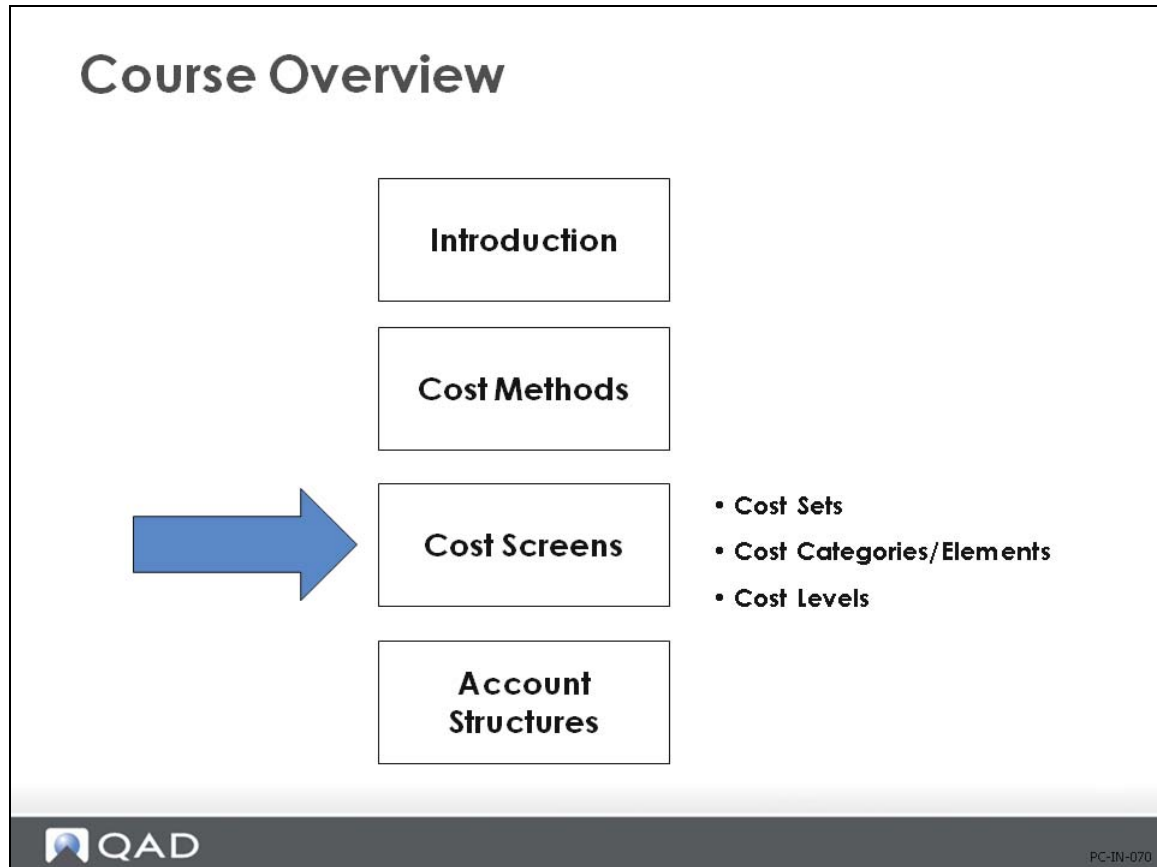 Course Overview
Introduction
Cost Methods
Cost Screens
• Cost Sets
• Cost Categories/Elements
• Cost Levels
Account
Structures
QAD
PC-IN-070